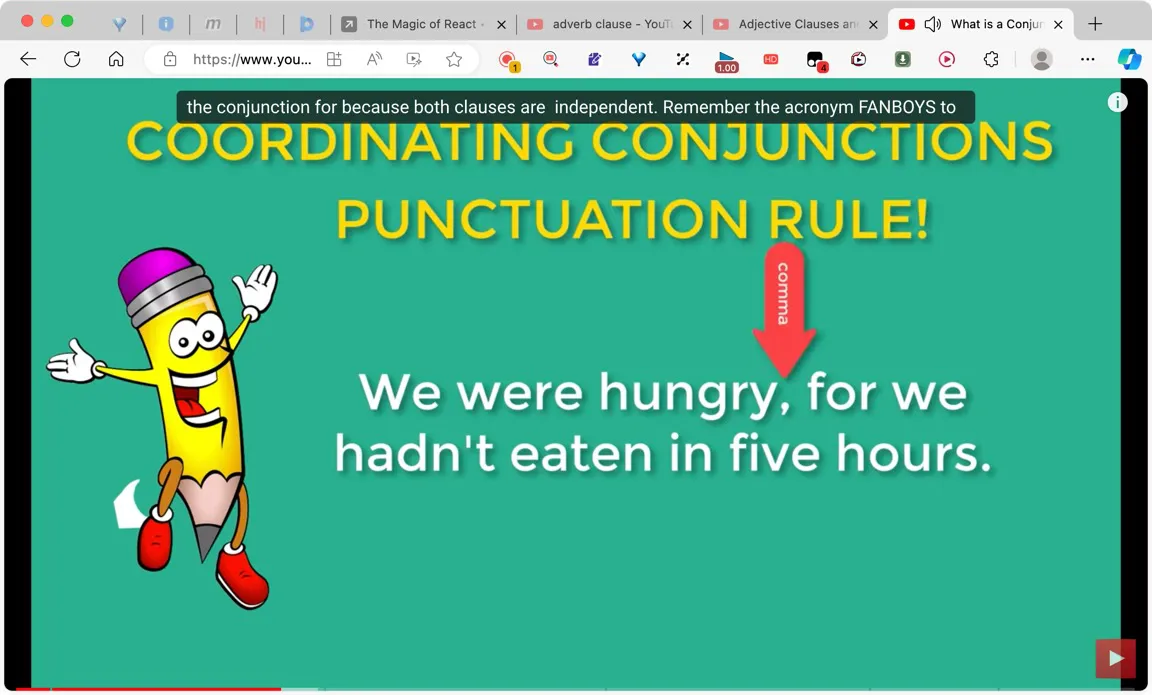 The Magic of React
adverb clause - YouT
Adjective Clauses an
What is a Conjun
https://www.you...
1
1.00
HD
4
the conjunction for because both clauses are independent. Remember the acronym FANBOYS to
COORDINATING CONJUNCTIONS
PUNCTUATION RULE!
comma
We were hungry, for we
hadn't eaten in five hours.